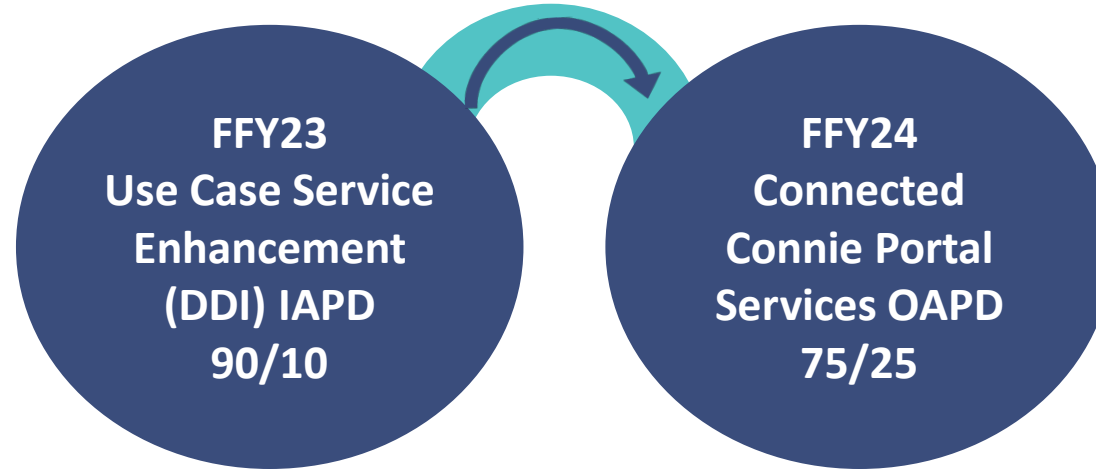 FFY23
Use Case Service
Enhancement
(DDI) IAPD
90/10
FFY24
Connected
Connie Portal
Services OAPD
75/25